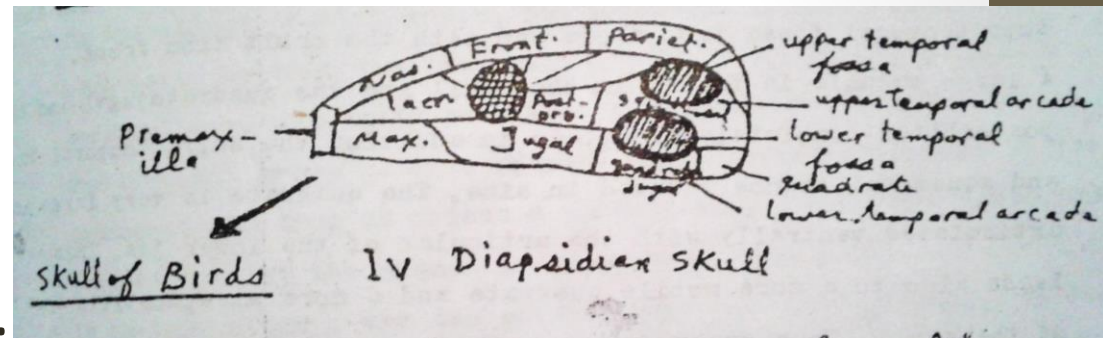 Front.
Pariet.
Nas.
lacr
Post-
orb.
Max.
Jugal
Premax-
illa
upper temporal
fossa
upper temporal arcade
lower temporal
fossa
quadrate
lower temporal arcade
Skull of Birds
IV Diapsidian Skull